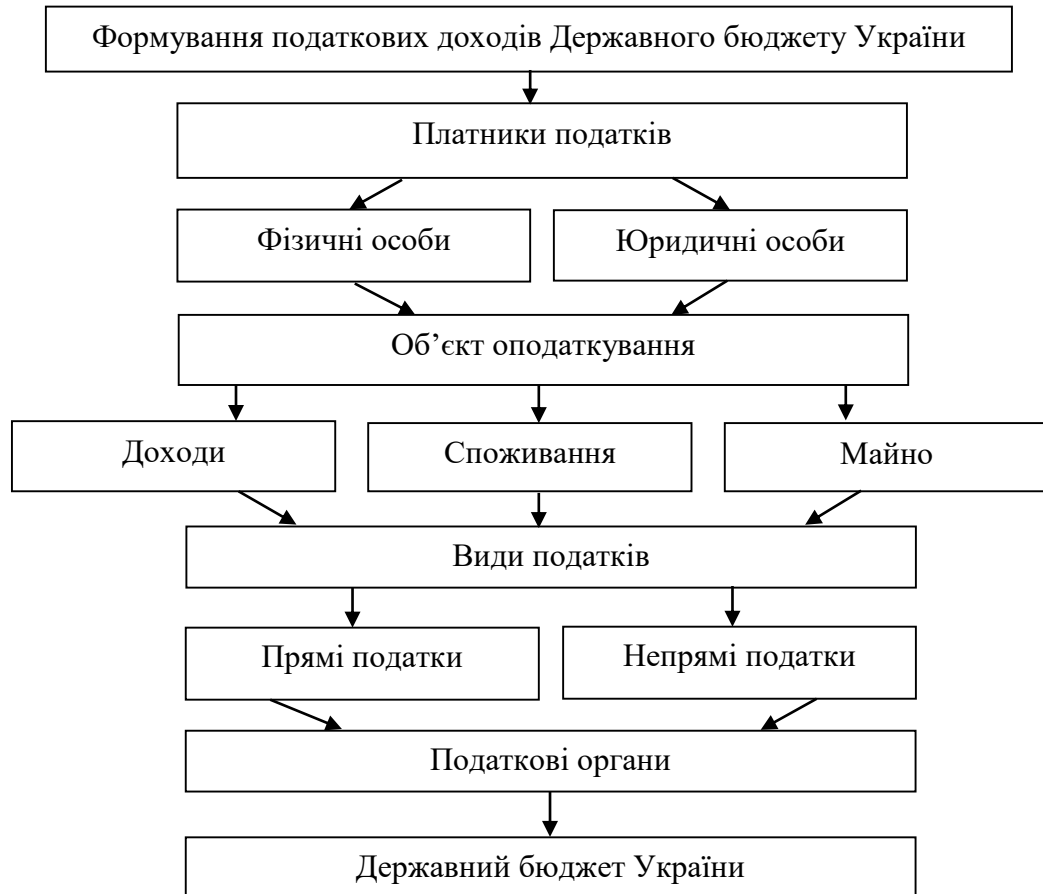 Формування податкових доходів Державного бюджету України
Платники податків
Фізичні особи
Юридичні особи
Об’єкт оподаткування
Доходи
Споживання
Майно
Види податків
Прямі податки
Непрямі податки
Податкові органи
Державний бюджет України